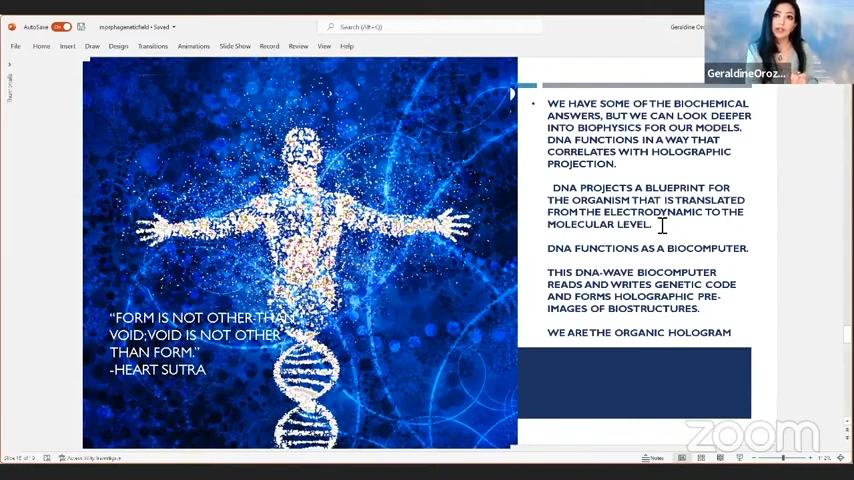 AutoSave
On
mporphageneticfield • Saved
Search (Alt+Q)
File Home Insert Draw Design Transitions Animations Slide Show Record Review View Help
GeraldineOroz...
Thumbnails
• WE HAVE SOME OF THE BIOCHEMICAL
ANSWERS, BUT WE CAN LOOK DEEPER
INTO BIOPHYSICS FOR OUR MODELS.
DNA FUNCTIONS IN A WAY THAT
CORRELATES WITH HOLOGRAPHIC
PROJECTION.
DNA PROJECTS A BLUEPRINT FOR
THE ORGANISM THAT IS TRANSLATED
FROM THE ELECTRODYNAMIC TO THE
MOLECULAR LEVEL.
DNA FUNCTIONS AS A BIOCOMPUTER.
THIS DNA-WAVE BIOCOMPUTER
READS AND WRITES GENETIC CODE
AND FORMS HOLOGRAPHIC PRE-
IMAGES OF BIOSTRUCTURES.
WE ARE THE ORGANIC HOLOGRAM
"FORM IS NOT OTHER THAN
VOID; VOID IS NOT OTHER
THAN FORM."
-HEART SUTRA
zoom
Accessibility: Investigate
Notes